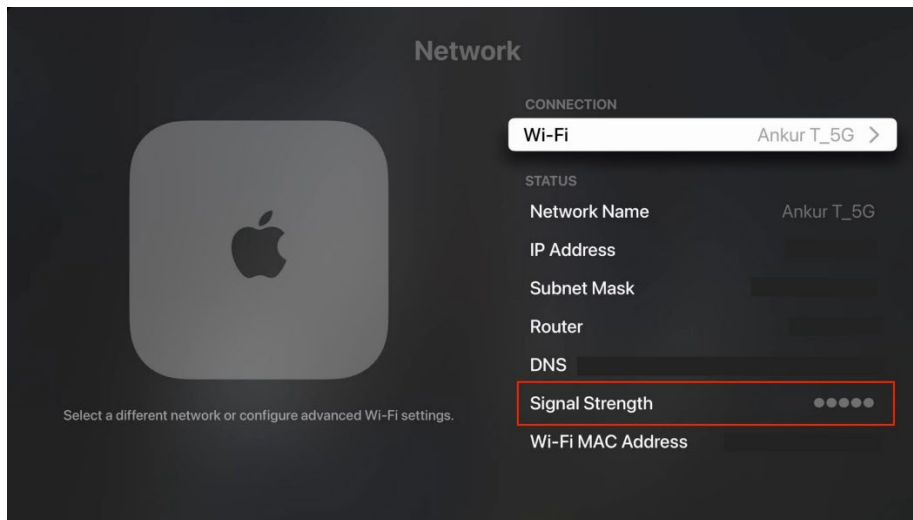 Network
CONNECTION
Wi-Fi Ankur T_5G >
STATUS
Network Name Ankur T_5G
IP Address
Subnet Mask
Router
DNS
Signal Strength
Select a different network or configure advanced Wi-Fi settings.
Wi-Fi MAC Address